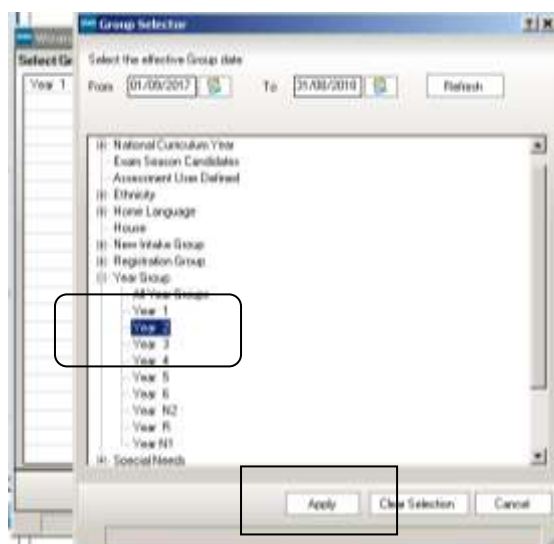 Group Selector
Select Gr
Year 1
Select the effective Group date
From 01/09/2017 To 31/08/2018 Refresh
National Curriculum Year
Exam Season Candidates
Assessment User Defined
Ethnicity
Home Language
House
New Intake Group
Registration Group
Year Group
All Year Groups
Year 1
Year 2
Year 3
Year 4
Year 5
Year 6
Year N2
Year R
Year N1
Special Needs
Apply Clear Selection Cancel